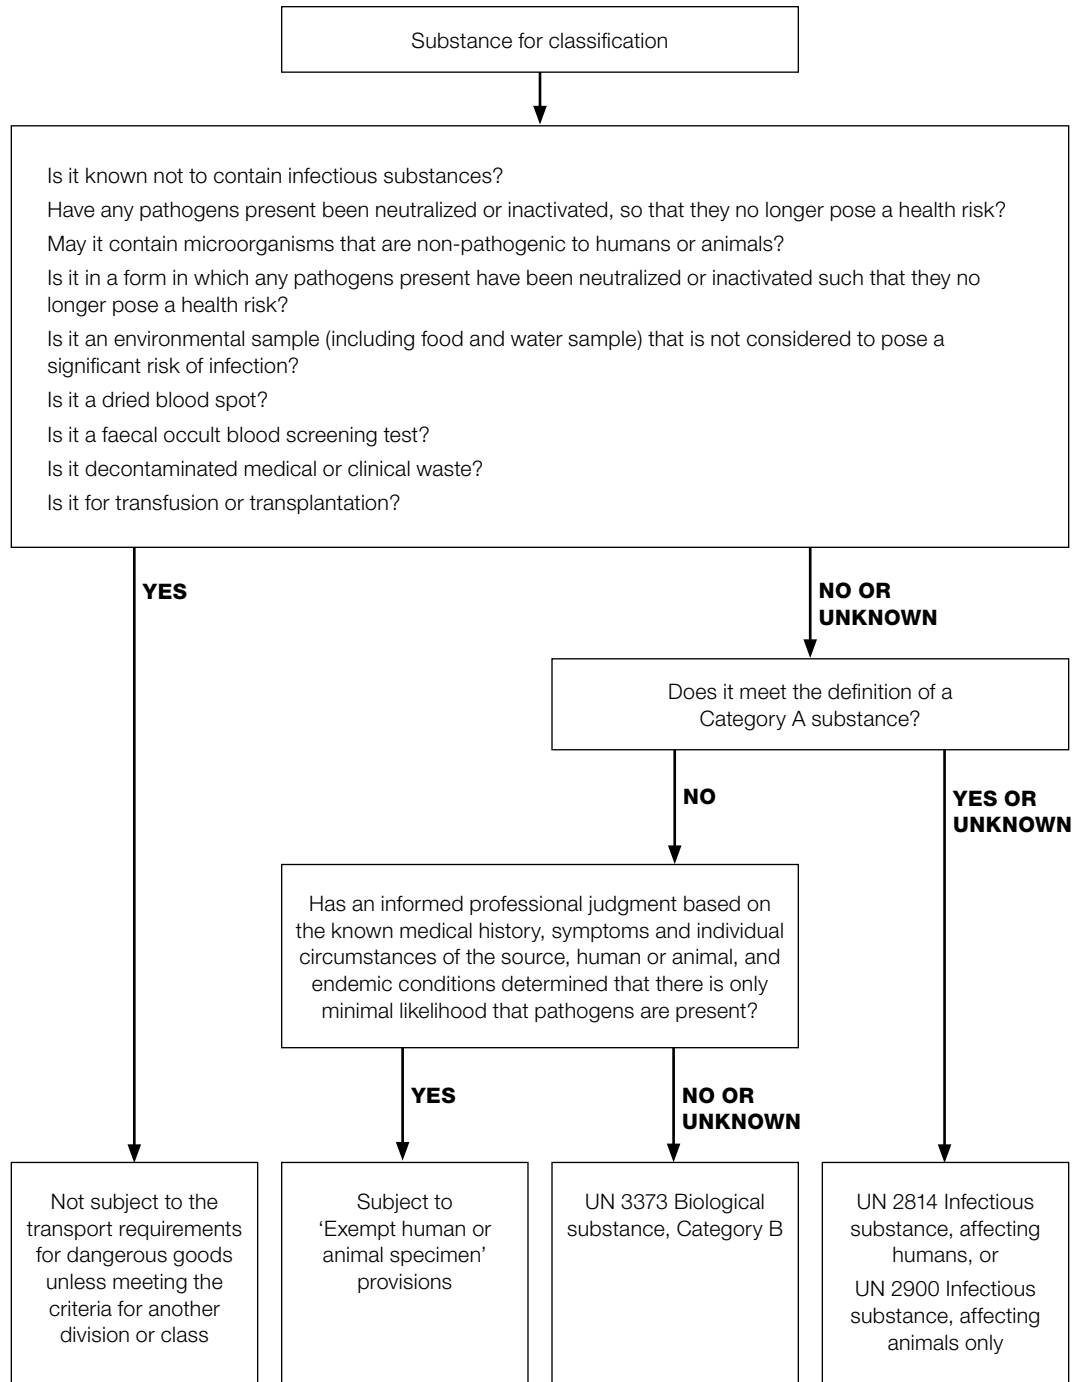 Substance for classification
Is it known not to contain infectious substances?
Have any pathogens present been neutralized or inactivated, so that they no longer pose a health risk?
May it contain microorganisms that are non-pathogenic to humans or animals?
Is it in a form in which any pathogens present have been neutralized or inactivated such that they no
longer pose a health risk?
Is it an environmental sample (including food and water sample) that is not considered to pose a
significant risk of infection?
Is it a dried blood spot?
Is it a faecal occult blood screening test?
Is it decontaminated medical or clinical waste?
Is it for transfusion or transplantation?
YES
NO OR
UNKNOWN
Does it meet the definition of a
Category A substance?
NO
YES OR
UNKNOWN
Has an informed professional judgment based on
the known medical history, symptoms and individual
circumstances of the source, human or animal, and
endemic conditions determined that there is only
minimal likelihood that pathogens are present?
YES
NO OR
UNKNOWN
Not subject to the
transport requirements
for dangerous goods
unless meeting the
criteria for another
division or class
Subject to
‘Exempt human or
animal specimen’
provisions
UN 3373 Biological
substance, Category B
UN 2814 Infectious
substance, affecting
humans, or
UN 2900 Infectious
substance, affecting
animals only